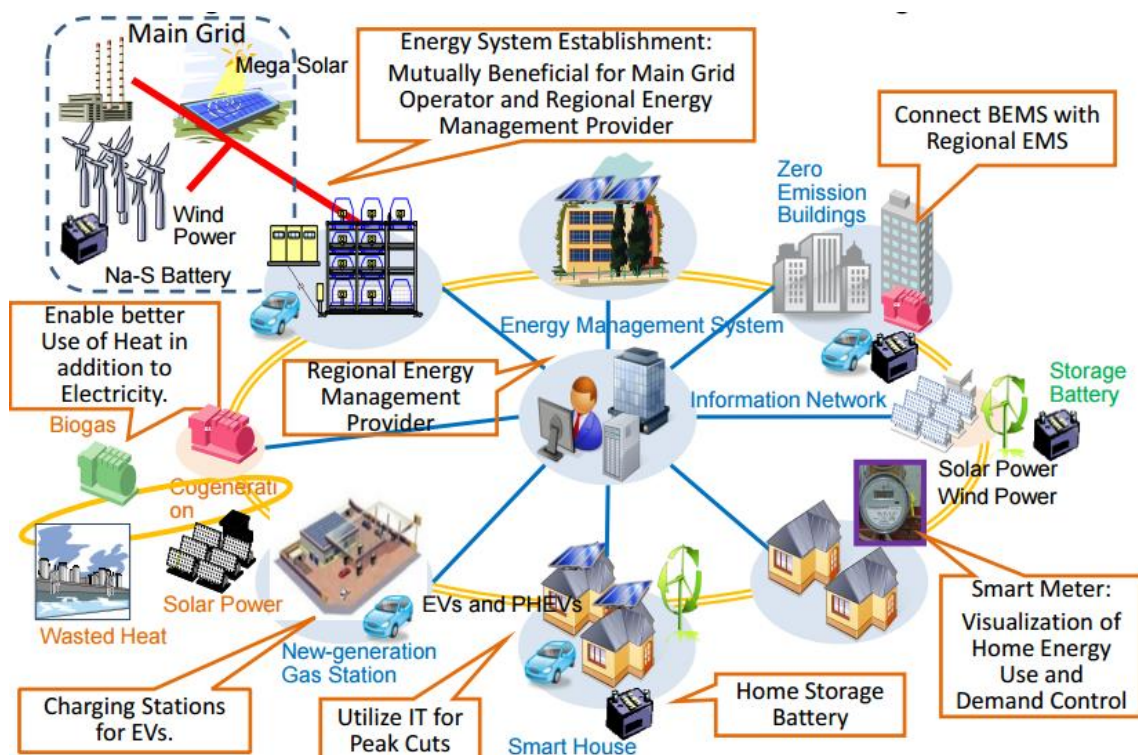 Main Grid
Mega Solar
Wind
Power
Na-S Battery
Energy System Establishment:
Mutually Beneficial for Main Grid
Operator and Regional Energy
Management Provider
Connect BEMS with
Regional EMS
Zero
Emission
Buildings
Enable better
Use of Heat in
addition to
Electricity.
Energy Management System
Regional Energy
Management
Provider
Information Network
Storage
Battery
Biogas
Cogenerati
on
Solar Power
Wind Power
Wasted Heat
Solar Power
EVs and PHEVs
New-generation
Gas Station
Smart Meter:
Visualization of
Home Energy
Use and
Demand Control
Charging Stations
for EVs.
Utilize IT for
Peak Cuts
Smart House
Home Storage
Battery